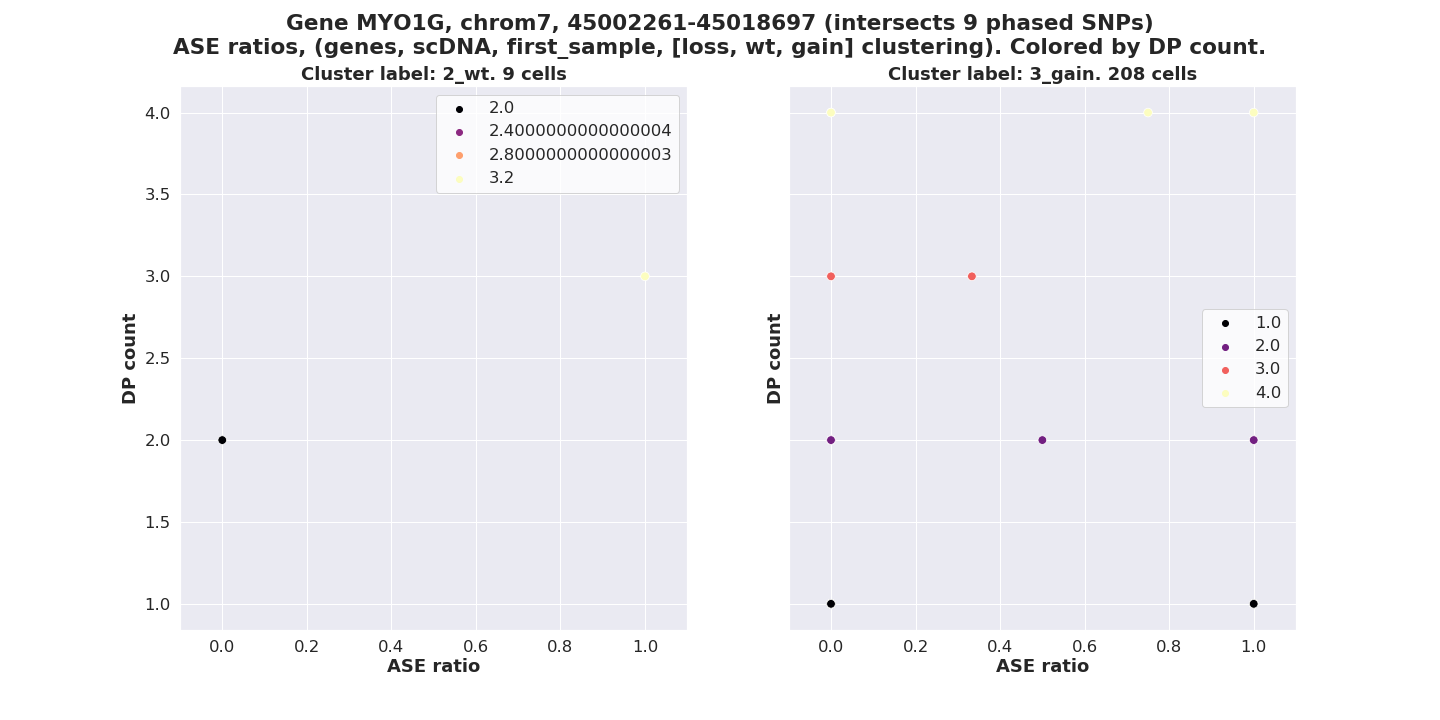 Gene MYO1G, chrom7, 45002261-45018697 (intersects 9 phased SNPs)
ASE ratios, (genes, scDNA, first_sample, [loss, wt, gain] clustering). Colored by DP count.
Cluster label: 2_wt. 9 cells
4.0
3.5
3.0
2.5
2.0
1.5
1.0
DP count
2.0
2.4000000000000004
2.8000000000000003
3.2
0.0 0.2 0.4 0.6 0.8 1.0
ASE ratio
Cluster label: 3_gain. 208 cells
DP count
1.0
2.0
3.0
4.0
0.0 0.2 0.4 0.6 0.8 1.0
ASE ratio